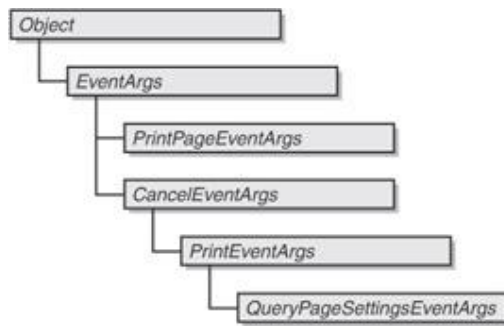 Object
EventArgs
PrintPageEventArgs
CancelEventArgs
PrintEventArgs
QueryPageSettingsEventArgs